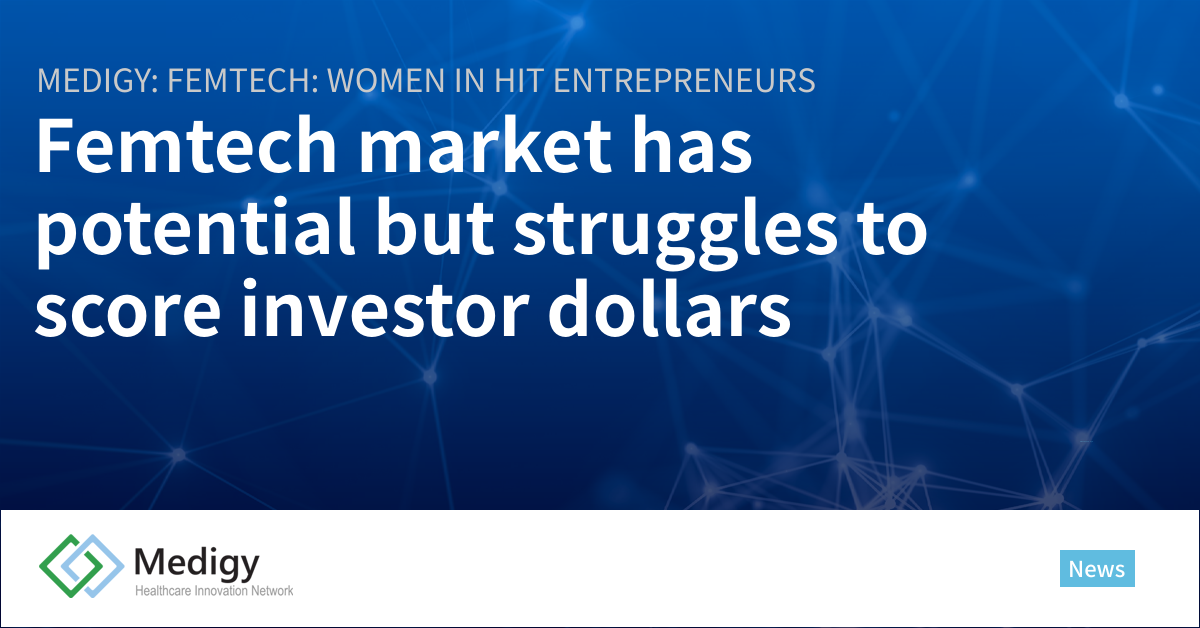 MEDIGY: FEMTECH: WOMEN IN HIT ENTREPRENEURS
Femtech market has
potential but struggles to
score investor dollars
Medigy
Healthcare Innovation Network
News